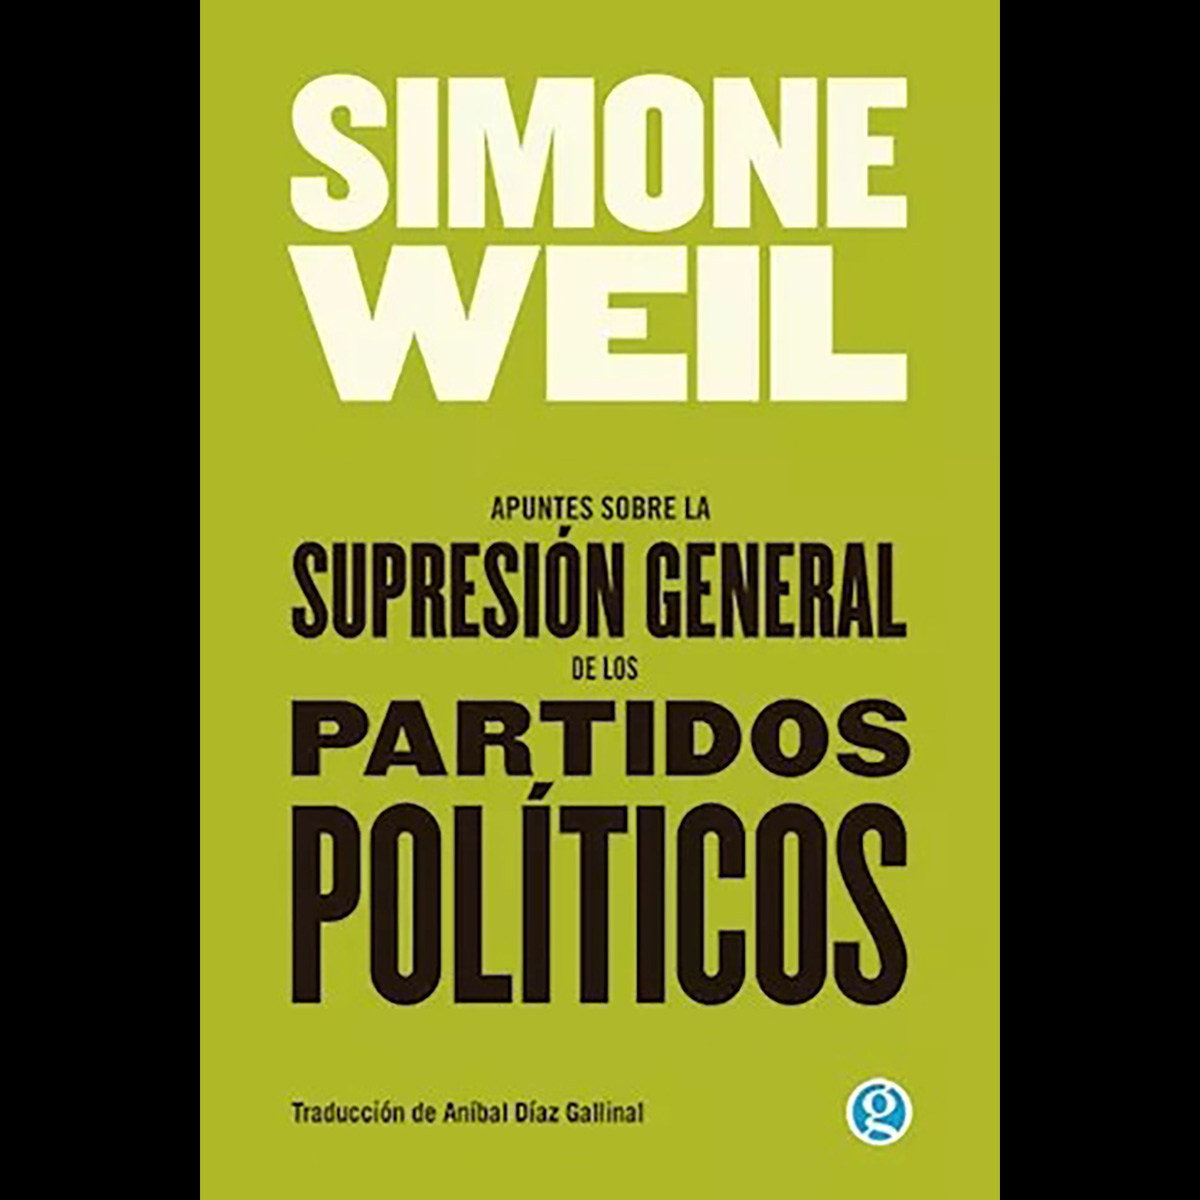 SIMONE
WEIL
APUNTES SOBRE LA
SUPRESIÓN GENERAL
DE LOS
PARTIDOS
POLÍTICOS
Traducción de Aníbal Díaz Gallinal
g